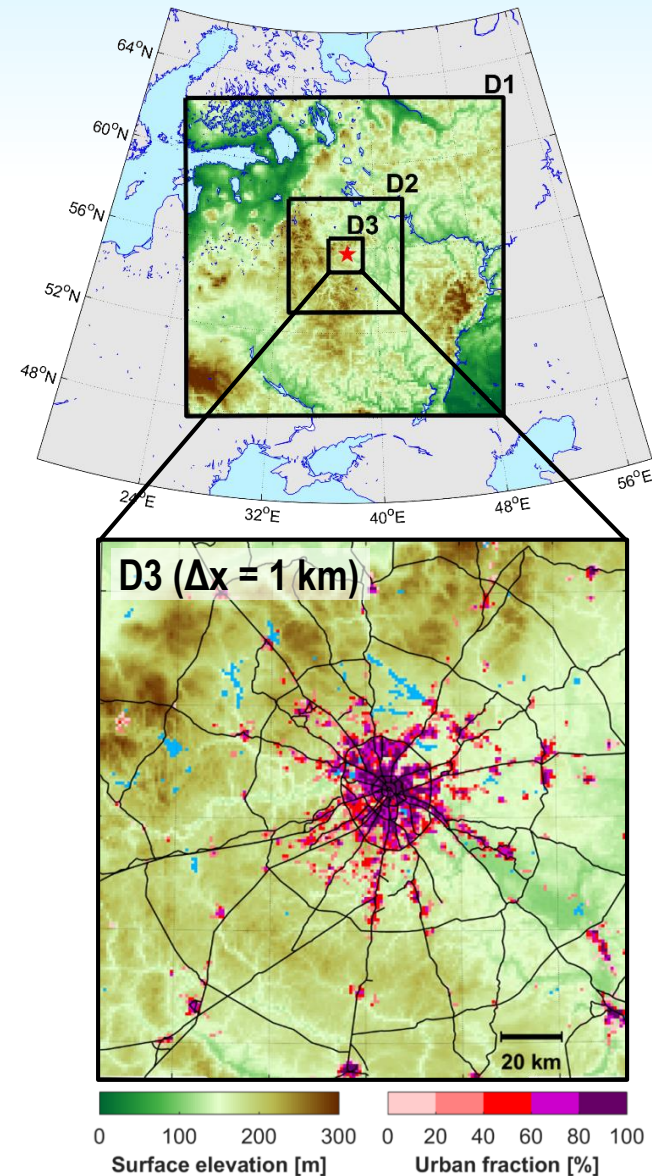 64°N
60°N
56°N
52°N
48°N
D1
D2
D3
24°E
32°E
40°E
48°E
56°E
D3 (Δx = 1 km)
20 km
0 100 200 300
Surface elevation [m]
0 20 40 60 80 100
Urban fraction [%]